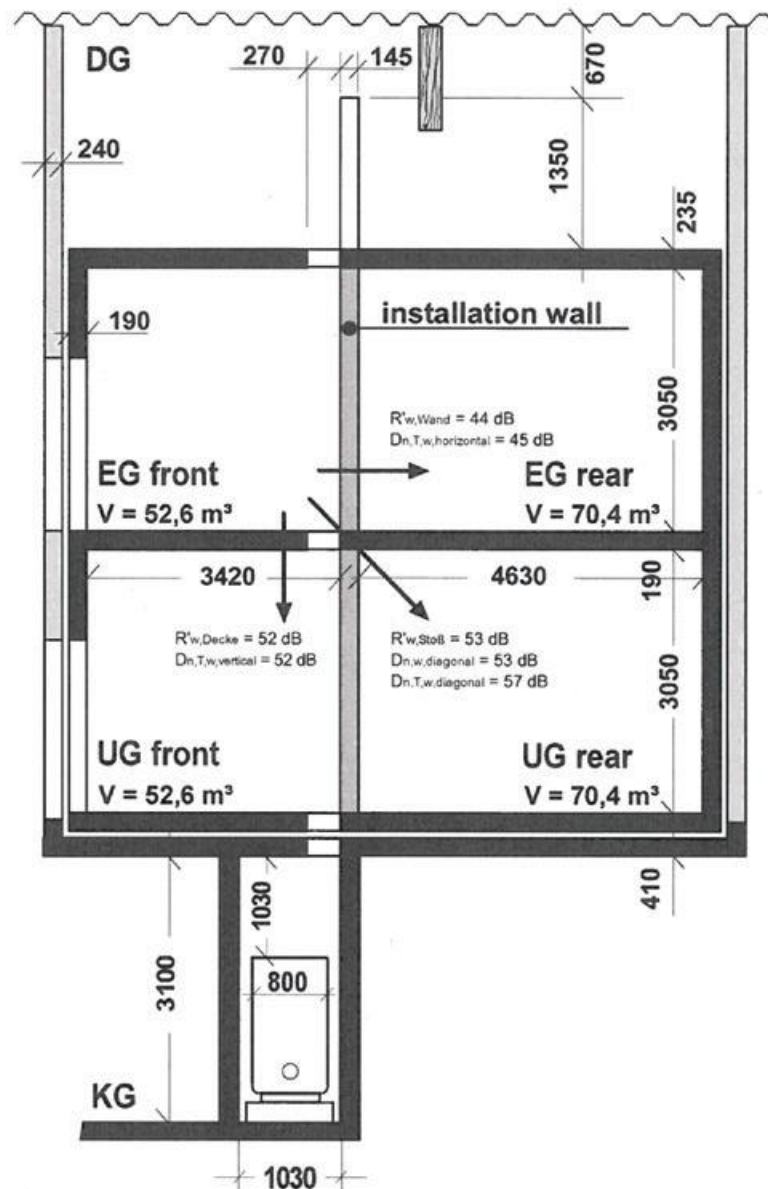 DG
270
145
670
240
1350
235
190
installation wall
R'w,Wand = 44 dB
Dn,T,w,horizontal = 45 dB
3050
EG front
V = 52,6 m³
EG rear
V = 70,4 m³
3420
4630
190
R'w,Decke = 52 dB
Dn,T,w,vertical = 52 dB
R'w,Stoß = 53 dB
Dn,w,diagonal = 53 dB
Dn,T,w,diagonal = 57 dB
3050
UG front
V = 52,6 m³
UG rear
V = 70,4 m³
410
1030
3100
800
KG
1030